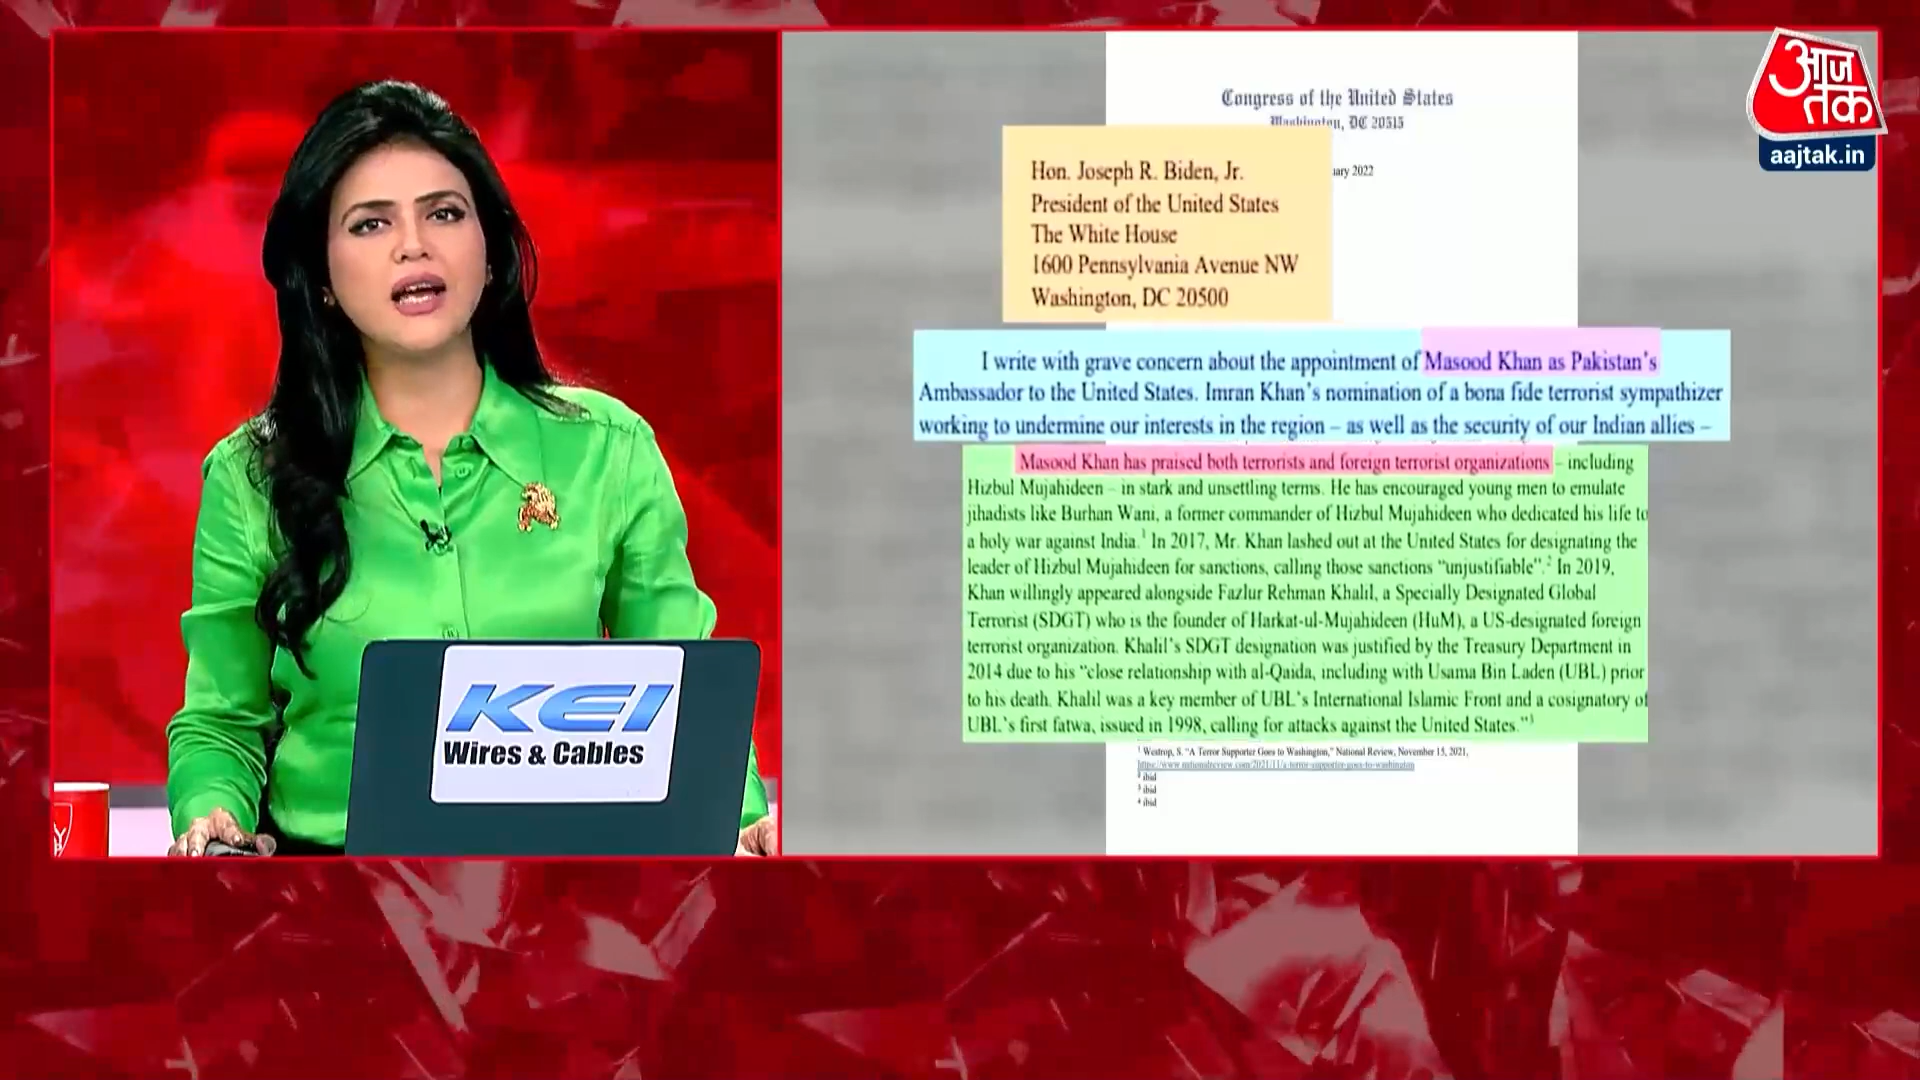 Congress of the United States
Washington, DC 20515
uary 2022
Hon. Joseph R. Biden, Jr.
President of the United States
The White House
1600 Pennsylvania Avenue NW
Washington, DC 20500
I write with grave concern about the appointment of Masood Khan as Pakistan's
Ambassador to the United States. Imran Khan's nomination of a bona fide terrorist sympathizer
working to undermine our interests in the region – as well as the security of our Indian allies –
Masood Khan has praised both terrorists and foreign terrorist organizations – including
Hizbul Mujahideen – in stark and unsettling terms. He has encouraged young men to emulate
jihadists like Burhan Wani, a former commander of Hizbul Mujahideen who dedicated his life to
a holy war against India.¹ In 2017, Mr. Khan lashed out at the United States for designating the
leader of Hizbul Mujahideen for sanctions, calling those sanctions “unjustifiable”.² In 2019,
Khan willingly appeared alongside Fazlur Rehman Khalil, a Specially Designated Global
Terrorist (SDGT) who is the founder of Harkat-ul-Mujahideen (HuM), a US-designated foreign
terrorist organization. Khalil's SDGT designation was justified by the Treasury Department in
2014 due to his “close relationship with al-Qaida, including with Usama Bin Laden (UBL) prior
to his death. Khalil was a key member of UBL's International Islamic Front and a cosignatory of
UBL's first fatwa, issued in 1998, calling for attacks against the United States.”³
¹ Westrop, S. “A Terror Supporter Goes to Washington,” National Review, November 15, 2021,
https://www.nationalreview.com/2021/11/a-terror-supporter-goes-to-washington
² ibid
³ ibid
⁴ ibid
आज
तक
aajtak.in
KEI
Wires & Cables